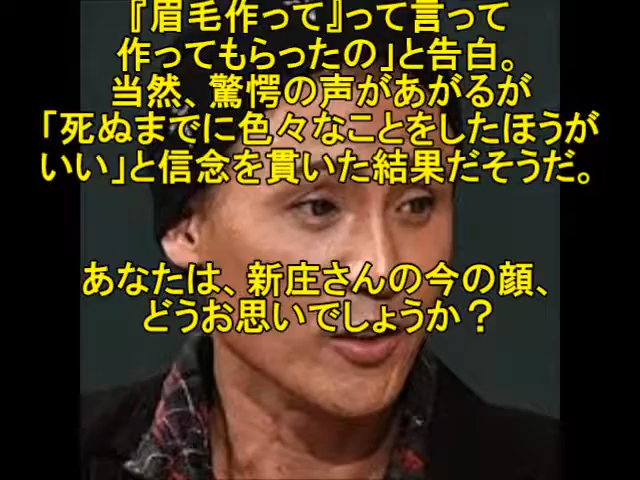 『眉毛作って』って言って
作ってもらったの」と告白。
当然、驚愕の声があがるが
「死ぬまでに色々なことをしたほうが
いい」と信念を貫いた結果だそうだ。
あなたは、新庄さんの今の顔、
どうお思いでしょうか？